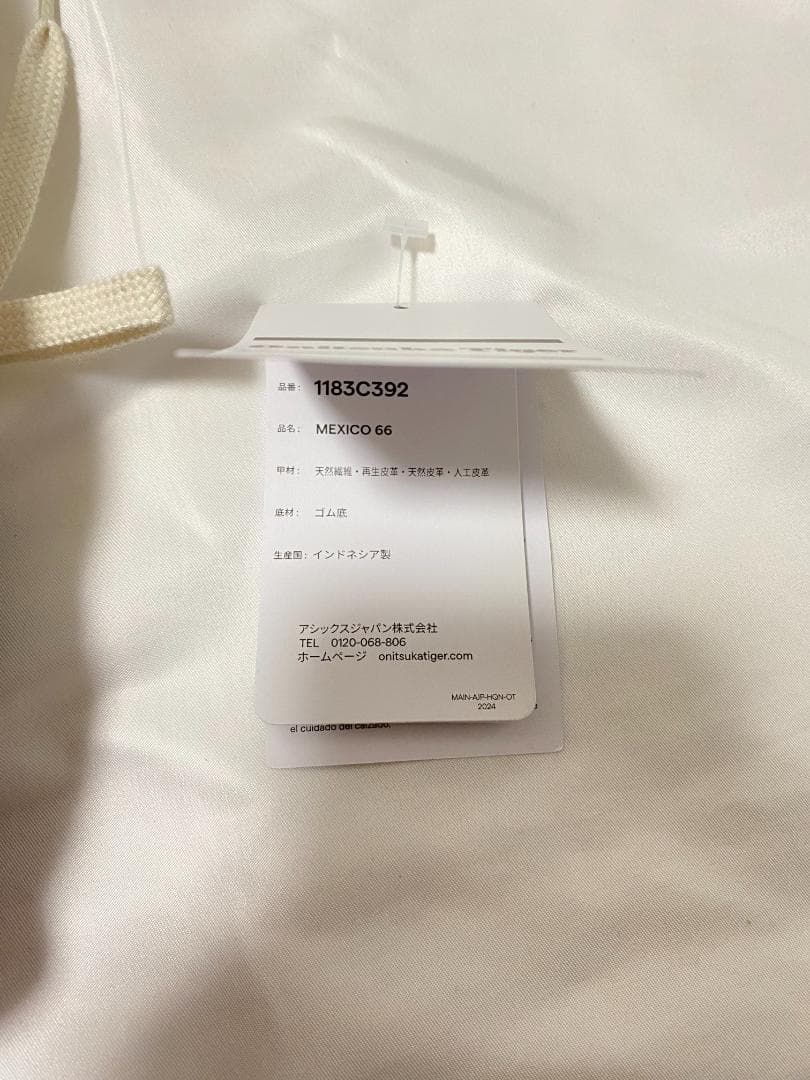 Onitsuka Tiger
品番： 1183C392
品名： MEXICO 66
甲材： 天然繊維・再生皮革・天然皮革・人工皮革
底材： ゴム底
生産国： インドネシア製
アシックスジャパン株式会社
TEL 0120-068-806
ホームページ onitsukatiger.com
MAIN-AJP-HQN-OT
2024
el cuidado del calzado.